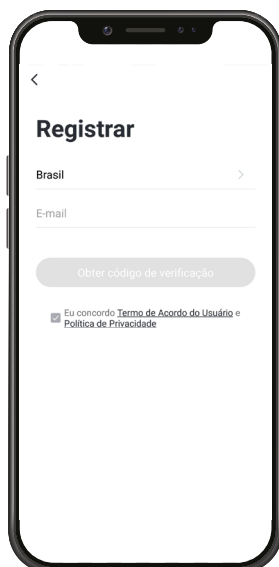 Registrar
Brasil
E-mail
Obter código de verificação
Eu concordo Termo de Acordo do Usuário e
Política de Privacidade